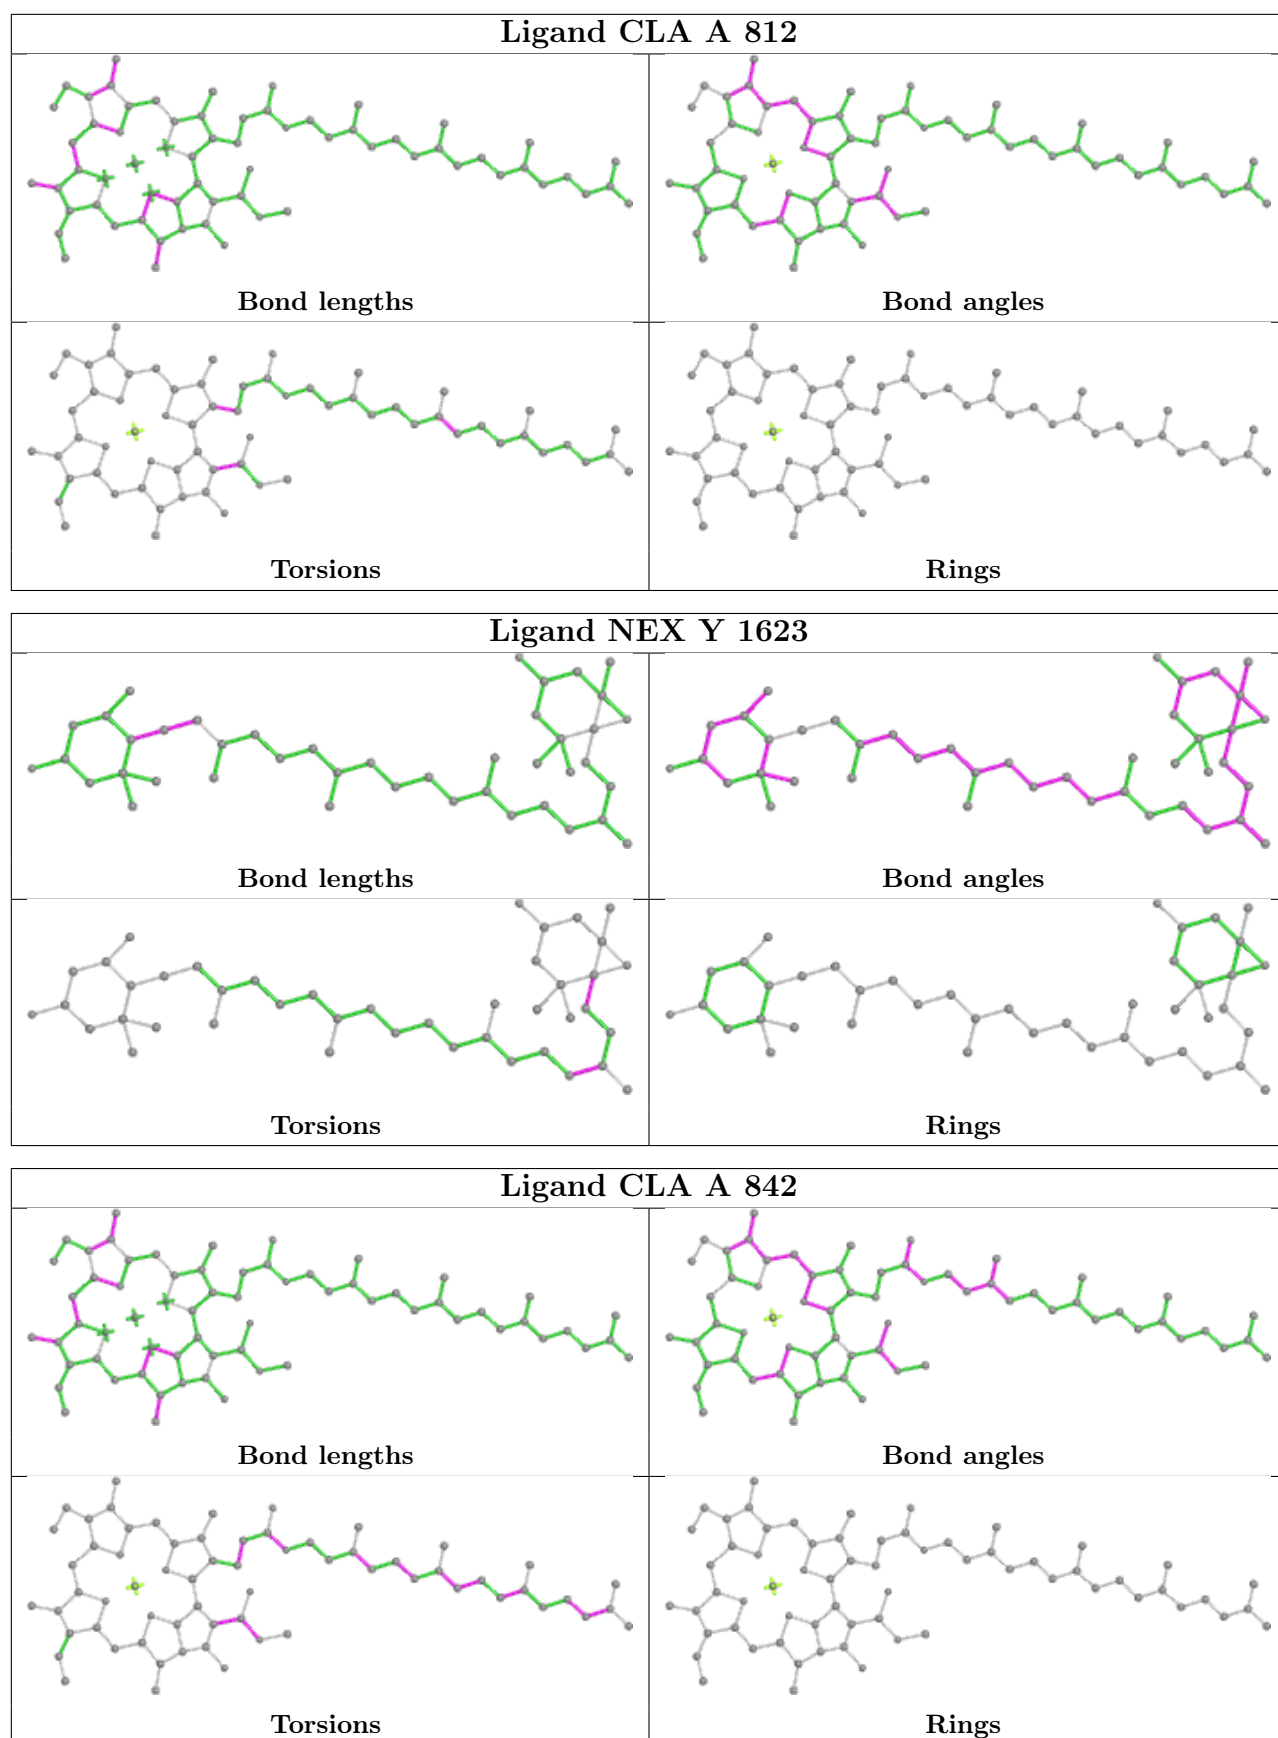 Ligand CLA A 812
Bond lengths
Bond angles
Torsions
Rings
Ligand NEX Y 1623
Bond lengths
Bond angles
Torsions
Rings
Ligand CLA A 842
Bond lengths
Bond angles
Torsions
Rings